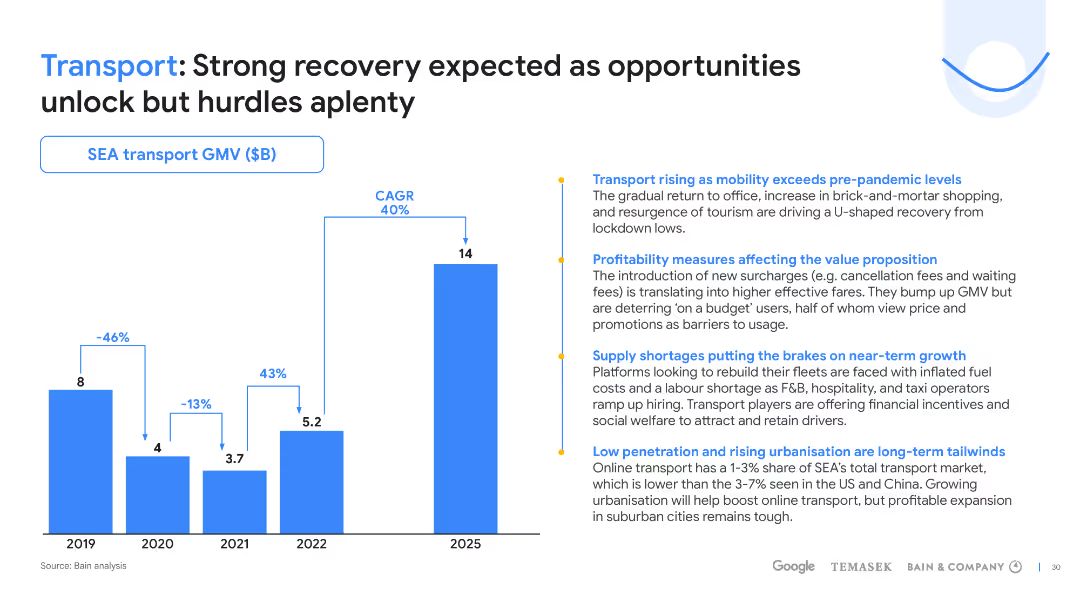 Transport: Strong recovery expected as opportunities
unlock but hurdles aplenty
SEA transport GMV ($B)
CAGR
40%
14
-46%
8
-13%
43%
4
3.7
5.2
2019
2020
2021
2022
2025
Transport rising as mobility exceeds pre-pandemic levels
The gradual return to office, increase in brick-and-mortar shopping,
and resurgence of tourism are driving a U-shaped recovery from
lockdown lows.
Profitability measures affecting the value proposition
The introduction of new surcharges (e.g. cancellation fees and waiting
fees) is translating into higher effective fares. They bump up GMV but
are deterring ‘on a budget’ users, half of whom view price and
promotions as barriers to usage.
Supply shortages putting the brakes on near-term growth
Platforms looking to rebuild their fleets are faced with inflated fuel
costs and a labour shortage as F&B, hospitality, and taxi operators
ramp up hiring. Transport players are offering financial incentives and
social welfare to attract and retain drivers.
Low penetration and rising urbanisation are long-term tailwinds
Online transport has a 1-3% share of SEA’s total transport market,
which is lower than the 3-7% seen in the US and China. Growing
urbanisation will help boost online transport, but profitable expansion
in suburban cities remains tough.
Source: Bain analysis
Google TEMASEK BAIN & COMPANY | 30